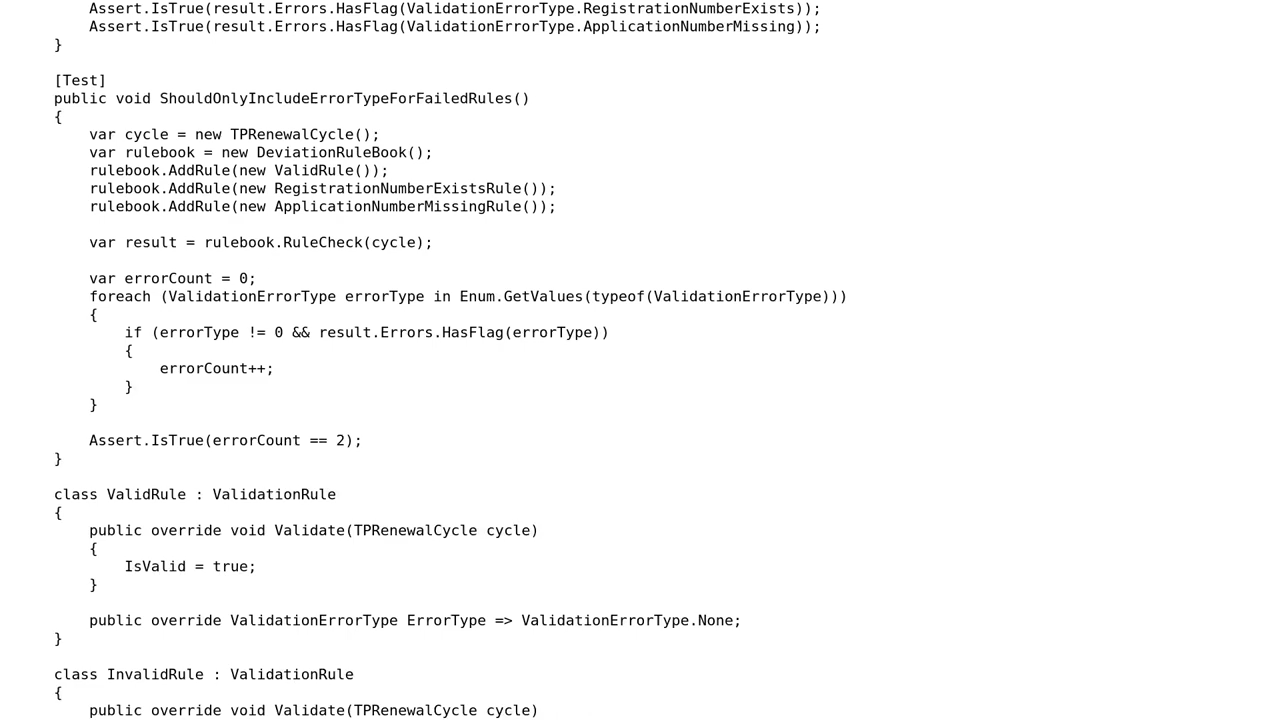 Assert.IsTrue(result.Errors.HasFlag(ValidationErrorType.RegistrationNumberExists));
Assert.IsTrue(result.Errors.HasFlag(ValidationErrorType.ApplicationNumberMissing));
}
[Test]
public void ShouldOnlyIncludeErrorTypeForFailedRules()
{
var cycle = new TPRenewalCycle();
var rulebook = new DeviationRuleBook();
rulebook.AddRule(new ValidRule());
rulebook.AddRule(new RegistrationNumberExistsRule());
rulebook.AddRule(new ApplicationNumberMissingRule());
var result = rulebook.RuleCheck(cycle);
var errorCount = 0;
foreach (ValidationErrorType errorType in Enum.GetValues(typeof(ValidationErrorType)))
{
if (errorType != 0 && result.Errors.HasFlag(errorType))
{
errorCount++;
}
}
Assert.IsTrue(errorCount == 2);
}
class ValidRule : ValidationRule
{
public override void Validate(TPRenewalCycle cycle)
{
IsValid = true;
}
public override ValidationErrorType ErrorType => ValidationErrorType.None;
}
class InvalidRule : ValidationRule
{
public override void Validate(TPRenewalCycle cycle)